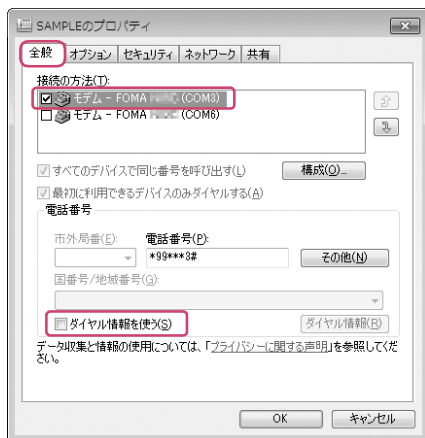 SAMPLEのプロパティ
全般 オプション セキュリティ ネットワーク 共有
接続の方法(T):
モデム - FOMA (COM3)
モデム - FOMA (COM6)
すべてのデバイスで同じ番号を呼び出す(L) 構成(O)...
最初に利用できるデバイスのみダイヤルする(A)
電話番号
市外局番(E): 電話番号(P):
*99***3# その他(N)
国番号/地域番号(G):
ダイヤル情報を使う(S) ダイヤル情報(R)
データ収集と情報の使用については、「プライバシーに関する声明」を参照してくだ
さい。
OK キャンセル